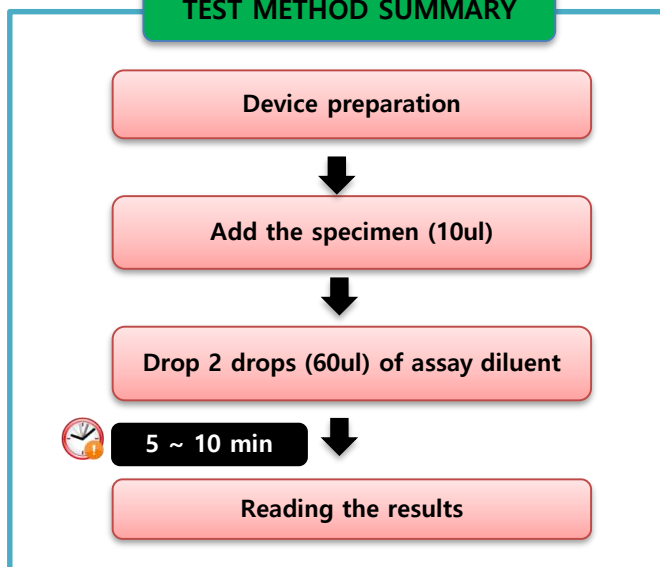 TEST METHOD SUMMARY
Device preparation
Add the specimen (10ul)
Drop 2 drops (60ul) of assay diluent
5 ~ 10 min
Reading the results